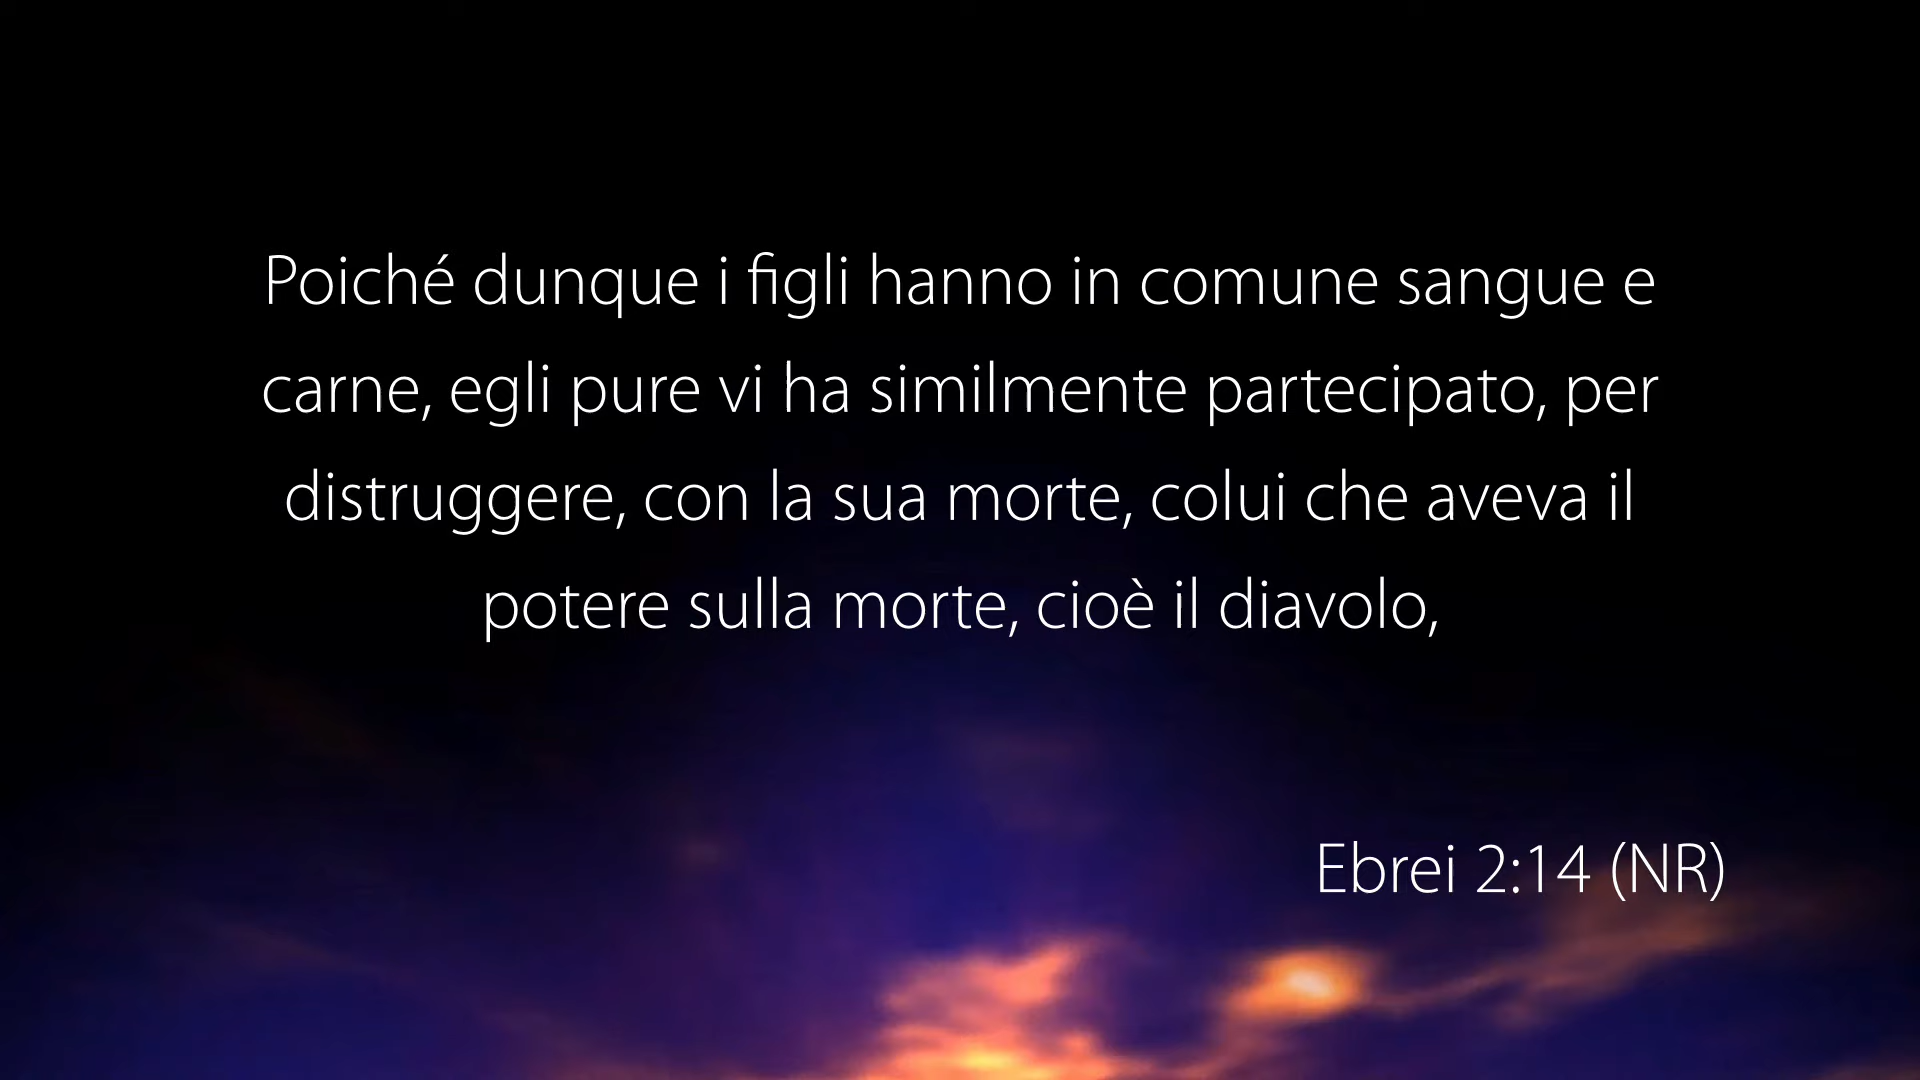 Poiché dunque i figli hanno in comune sangue e
carne, egli pure vi ha similmente partecipato, per
distruggere, con la sua morte, colui che aveva il
potere sulla morte, cioè il diavolo,
Ebrei 2:14 (NR)